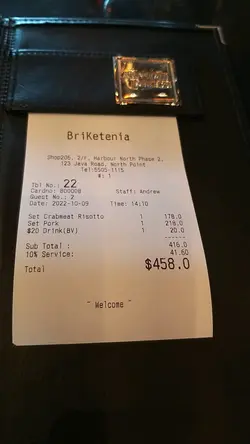 BriKetenia
Shop206, 2/F, Harbour North Phase 2,
123 Java Road, North Point
Tel:5505-1115
#: 1
Tbl No.: 22
Cardno: 000008 Staff: Andrew
Guest No.: 2
Date: 2022-10-09 Time: 14:10
Set Crabmeat Risotto 1 178.0
Set Pork 1 218.0
$20 Drink(BV) 1 20.0
Sub Total : 416.0
10% Service: 41.60
Total $458.0
~ Welcome ~